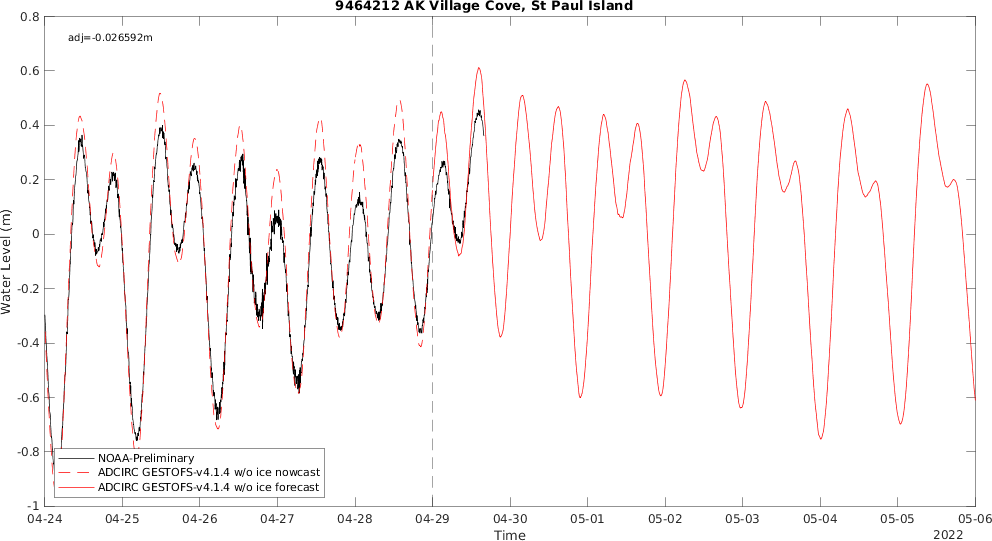 9464212 AK Village Cove, St Paul Island
adj=-0.026592m
Water Level (m)
0.8
0.6
0.4
0.2
0
-0.2
-0.4
-0.6
-0.8
-1
NOAA-Preliminary
ADCIRC GESTOFS-v4.1.4 w/o ice nowcast
ADCIRC GESTOFS-v4.1.4 w/o ice forecast
04-24 04-25 04-26 04-27 04-28 04-29 04-30 05-01 05-02 05-03 05-04 05-05 05-06
Time
2022